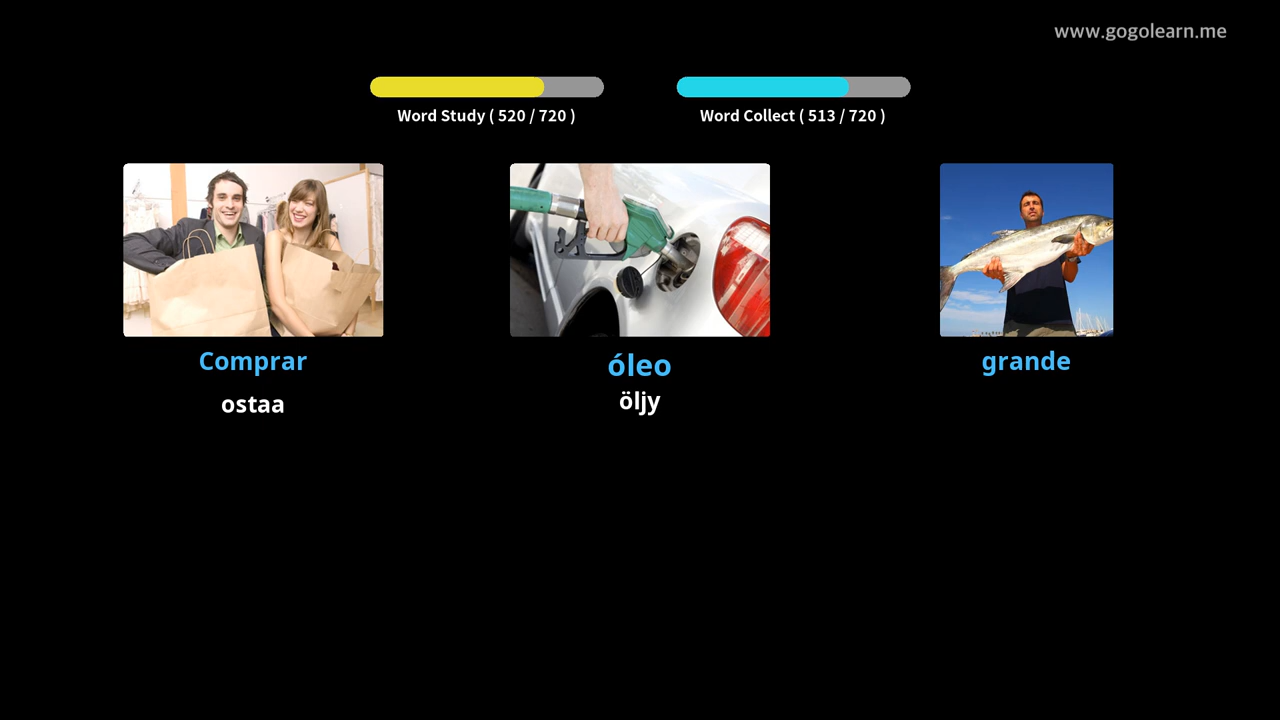 www.gogolearn.me
Word Study ( 520 / 720 )
Word Collect ( 513 / 720 )
Comprar
ostaa
óleo
öljy
grande